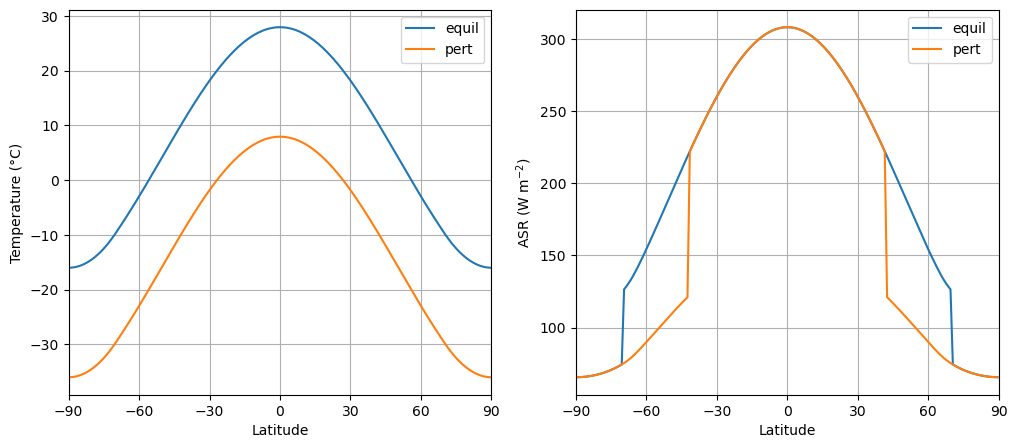 30
20
10
0
−10
−20
−30
−90 −60 −30 0 30 60 90
Temperature (°C)
Latitude
equil
pert
300
250
200
150
100
−90 −60 −30 0 30 60 90
ASR (W m⁻²)
Latitude
equil
pert